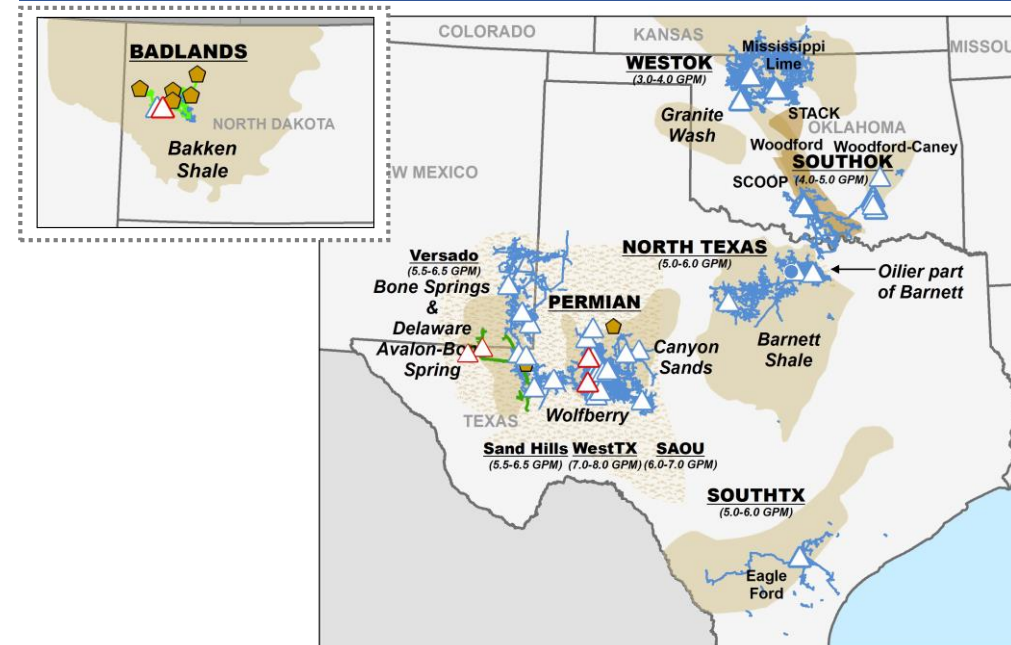 BADLANDS
NORTH DAKOTA
Bakken
Shale
COLORADO
KANSAS
MISSOU
Mississippi
Lime
WESTOK
(3.0-4.0 GPM)
Granite
Wash
STACK
OKLAHOMA
Woodford
Woodford-Caney
SOUTHOK
SCOOP
(4.0-5.0 GPM)
W MEXICO
Versado
(5.5-6.5 GPM)
Bone Springs
&
Delaware
Avalon-Bone
Spring
NORTH TEXAS
(5.0-6.0 GPM)
Oilier part
of Barnett
PERMIAN
Canyon
Sands
Barnett
Shale
Wolfberry
TEXAS
Sand Hills
(5.5-6.5 GPM)
WestTX
(7.0-8.0 GPM)
SAOU
(6.0-7.0 GPM)
SOUTHTX
(5.0-6.0 GPM)
Eagle
Ford